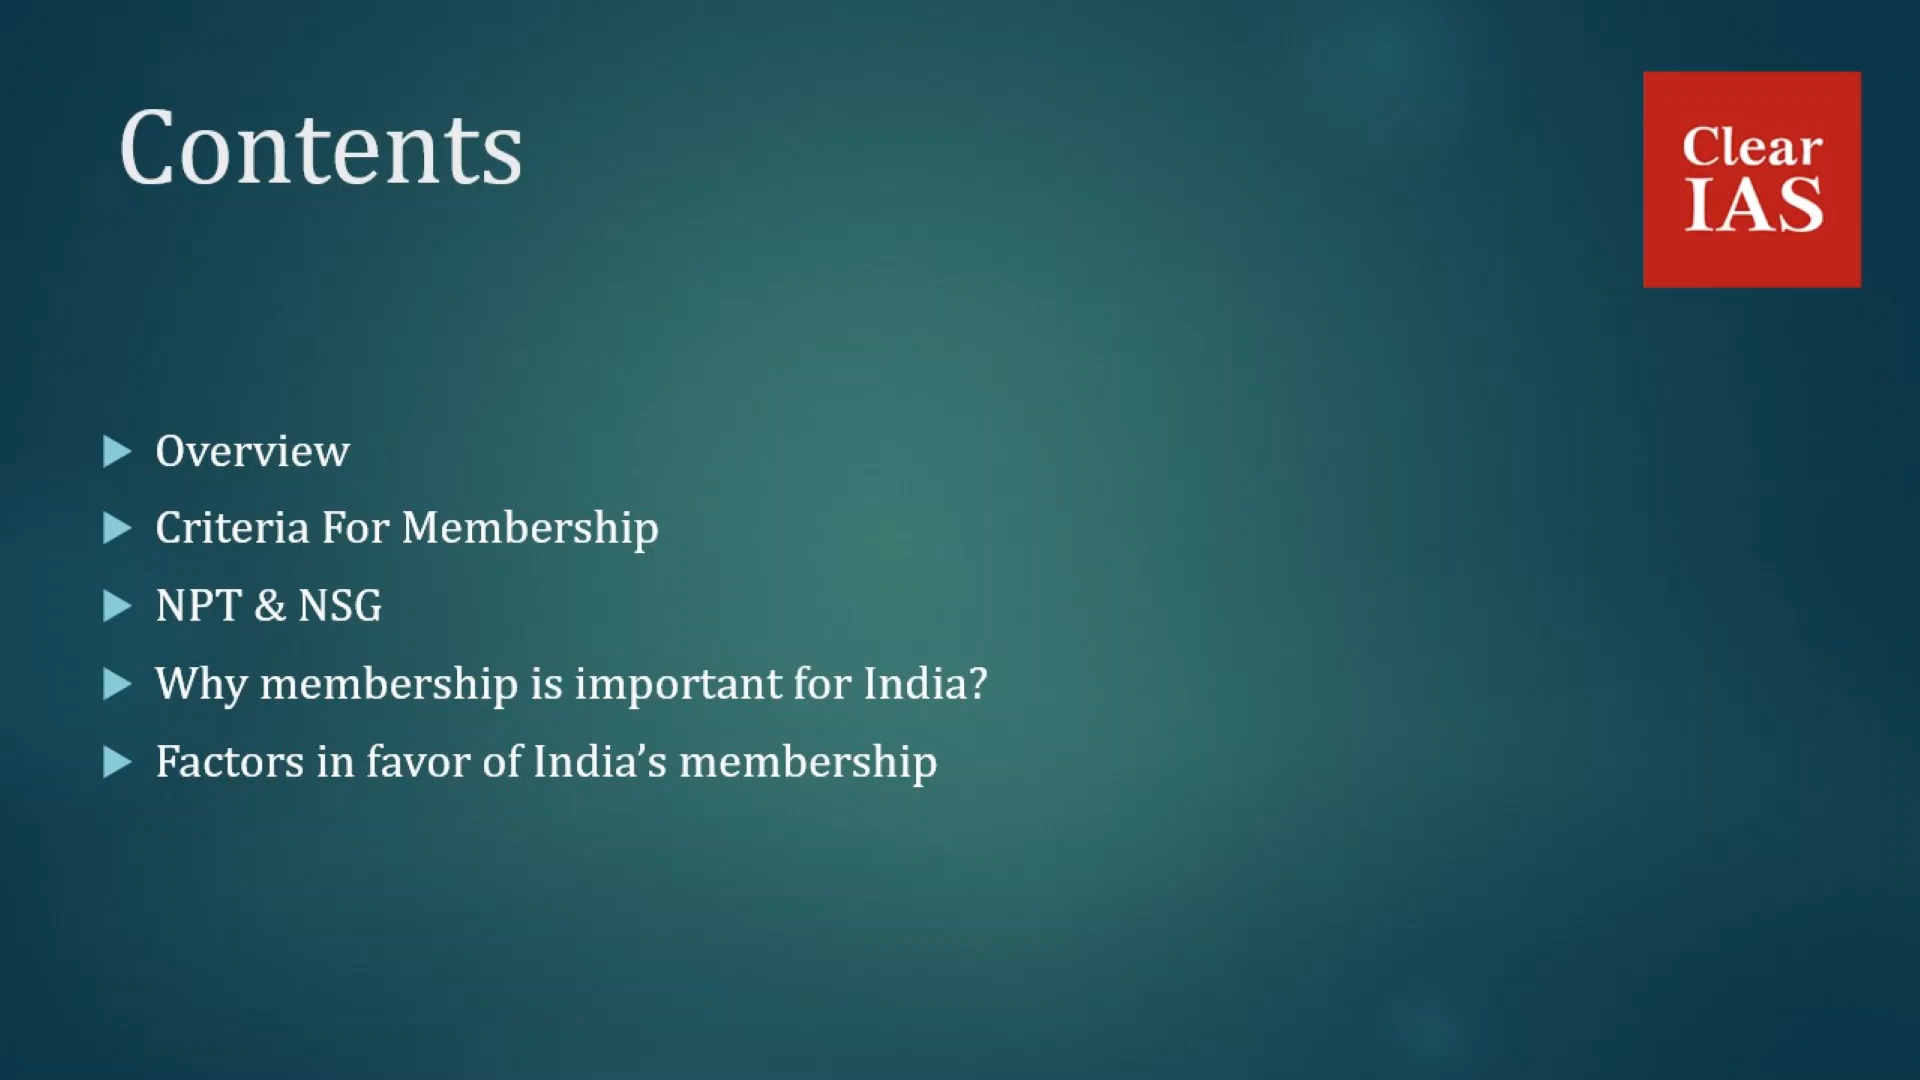 Contents
Clear
IAS
Overview
Criteria For Membership
NPT & NSG
Why membership is important for India?
Factors in favor of India’s membership